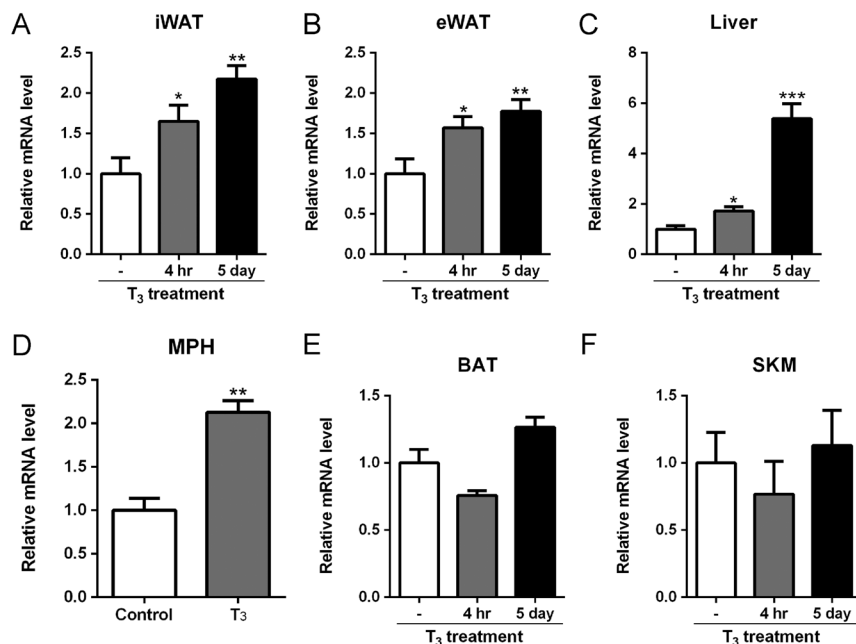 A
iWAT
Relative mRNA level
2.5
2.0
1.5
1.0
0.5
0.0
*
**
- 4 hr 5 day
T3 treatment
B
eWAT
Relative mRNA level
2.5
2.0
1.5
1.0
0.5
0.0
*
**
- 4 hr 5 day
T3 treatment
C
Liver
Relative mRNA level
8
6
4
2
0
*
***
- 4 hr 5 day
T3 treatment
D
MPH
Relative mRNA level
2.5
2.0
1.5
1.0
0.5
0.0
**
Control T3
E
BAT
Relative mRNA level
1.5
1.0
0.5
0.0
- 4 hr 5 day
T3 treatment
F
SKM
Relative mRNA level
1.5
1.0
0.5
0.0
- 4 hr 5 day
T3 treatment